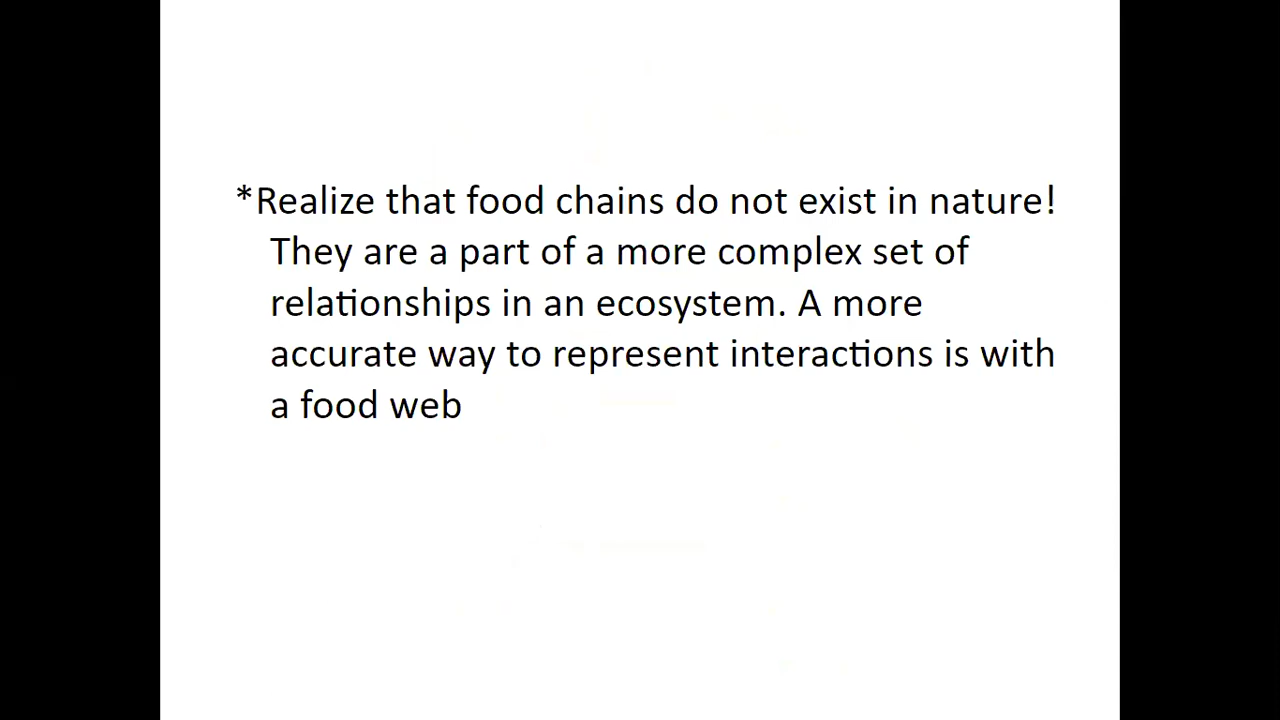 *Realize that food chains do not exist in nature!
They are a part of a more complex set of
relationships in an ecosystem. A more
accurate way to represent interactions is with
a food web